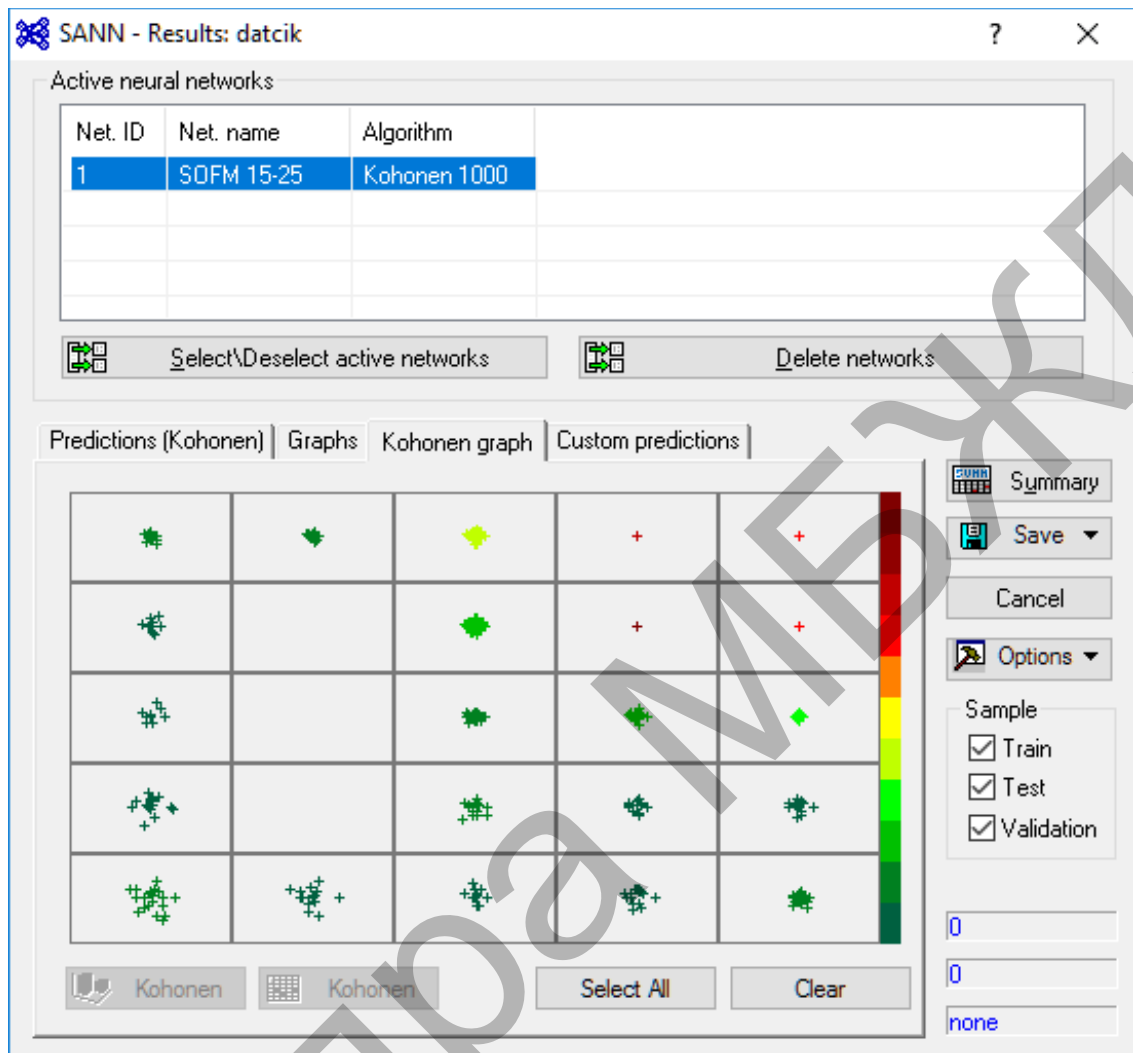 SANN - Results: datcik
? ×
Active neural networks
Net. ID Net. name Algorithm
1 SOFM 15-25 Kohonen 1000
Select\Deselect active networks Delete networks
Predictions (Kohonen) Graphs Kohonen graph Custom predictions
Summary
Save
Cancel
Options
Sample
Train
Test
Validation
0
0
none
Kohonen Kohonen Select All Clear
ра МБЖ